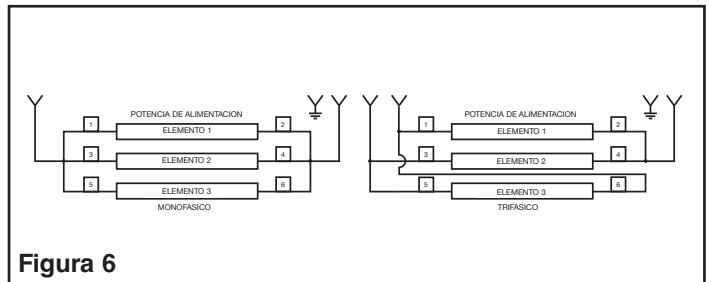 POTENCIA DE ALIMENTACION
1 ELEMENTO 1 2
3 ELEMENTO 2 4
5 ELEMENTO 3 6
MONOFASICO
POTENCIA DE ALIMENTACION
1 ELEMENTO 1 2
3 ELEMENTO 2 4
5 ELEMENTO 3 6
TRIFASICO
Figura 6